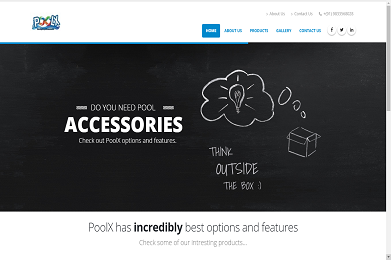 POOLX
About Us Contact Us
HOME ABOUT US PRODUCTS GALLERY CONTACT US
DO YOU NEED POOL
ACCESSORIES
Check out PoolX options and features.
THINK
OUTSIDE
THE BOX :)
PoolX has incredibly best options and features
Check some of our intresting products...